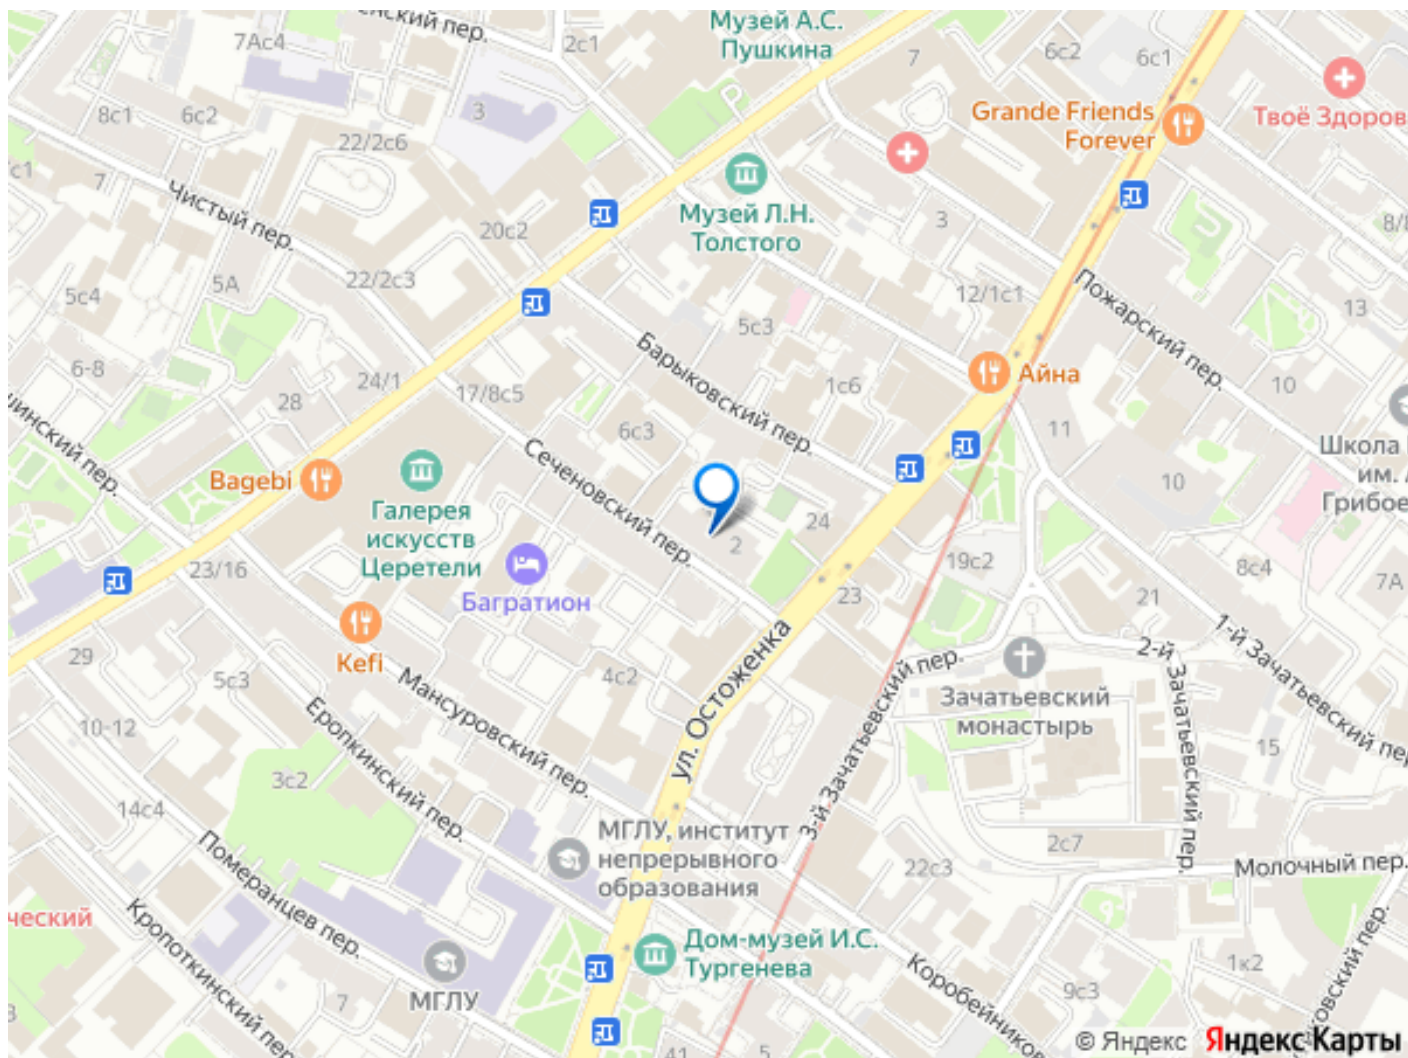 Музей А.С.
Пушкина
7Ас4
2с1
7
6с2
6с1
Grande Friends
Forever
Твоё Здоров
3
8с1
6с2
22/2с6
с1
7
Чистый пер.
Музей Л.Н.
Толстого
3
8/8
20с2
22/2с3
5А
5с4
12/1с1
Пожарский пер.
13
5с3
6-8
24/1
17/8с5
28
Барыковский пер.
1с6
Айна
10
11
Школа
им.
Грибое
6с3
Сеченовский пер.
Bagebi
Галерея
искусств
Церетели
10
24
2
23/16
Багратион
19с2
8с4
7А
23
21
1-й Зачатьевский пер.
Kefi
29
5с3
4с2
ул. Остоженка
3-й Зачатьевский пер.
Зачатьевский
монастырь
2-й Зачатьевский пер.
Мансуровский пер.
Еропкинский пер.
10-12
15
3с2
14с4
МГЛУ, институт
непрерывного
образования
22с3
2с7
Молочный пер.
Померанцев пер.
ческий
Кропоткинский пер.
МГЛУ
Дом-музей И.С.
Тургенева
Коробейников
1к2
9с3
7
3
41
5
© Яндекс Яндекс Карты